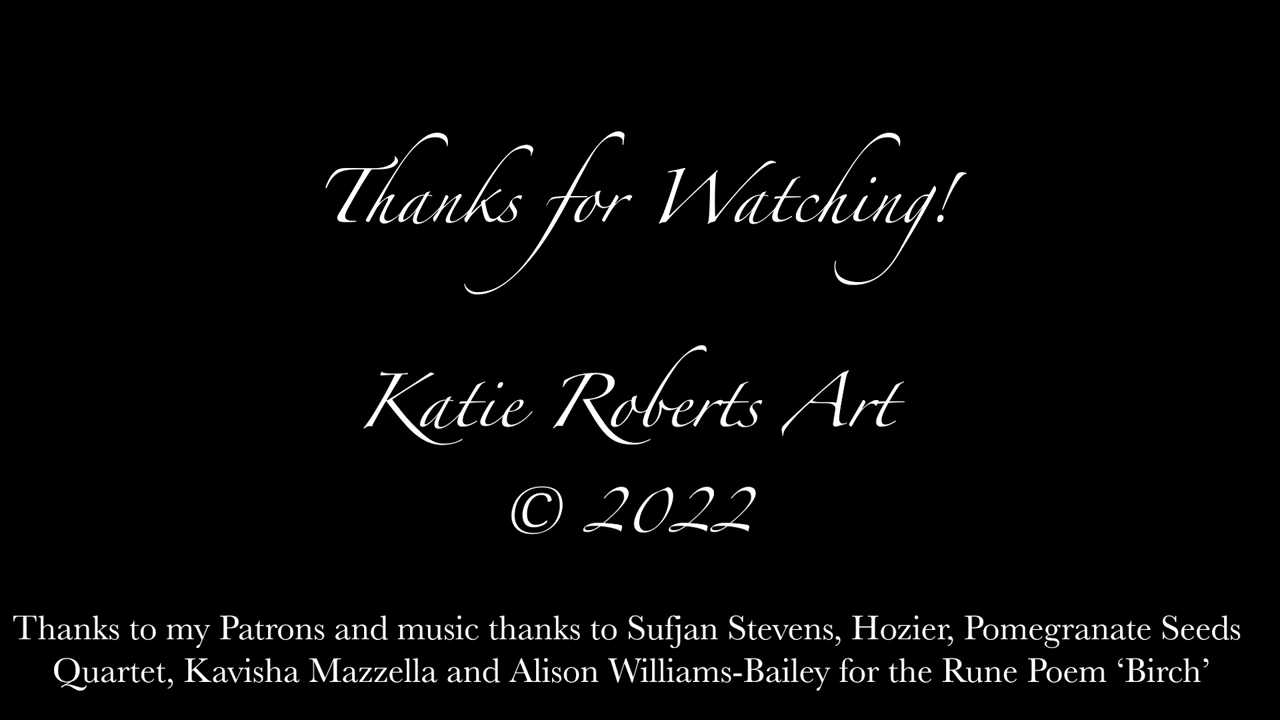 Thanks for Watching!
Katie Roberts Art
© 2022
Thanks to my Patrons and music thanks to Sufjan Stevens, Hozier, Pomegranate Seeds
Quartet, Kavisha Mazzella and Alison Williams-Bailey for the Rune Poem ‘Birch’